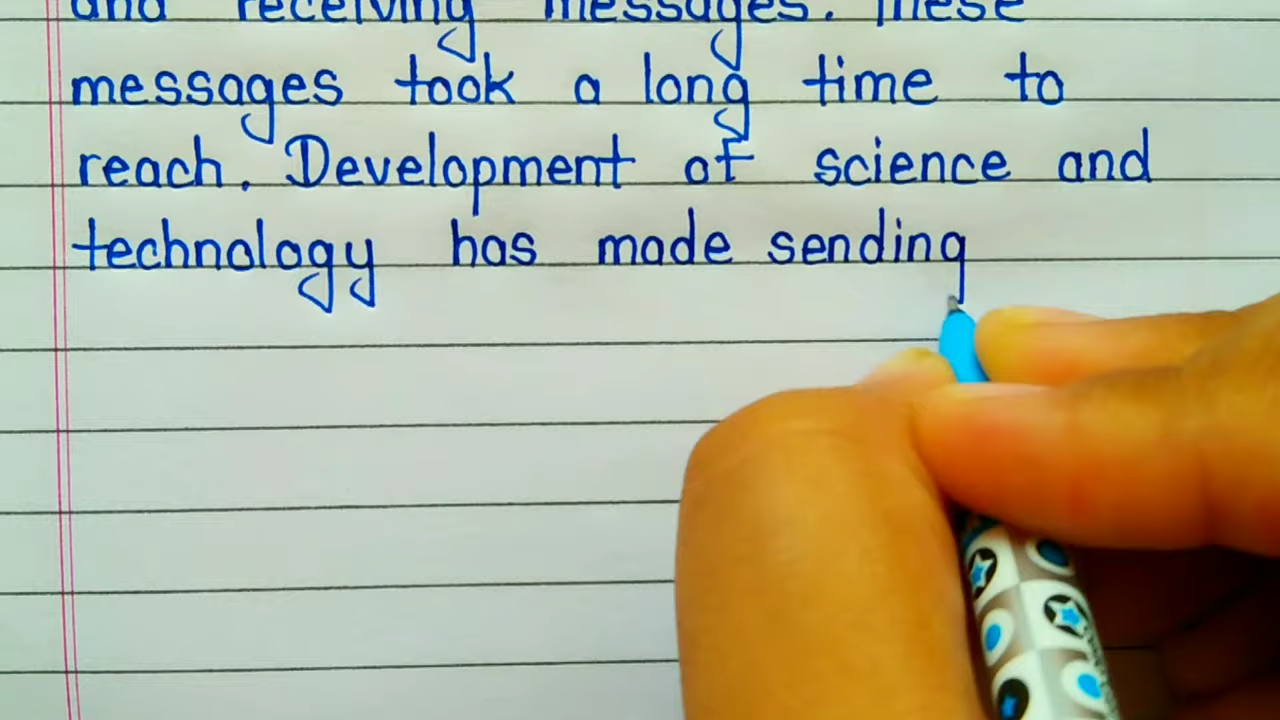 and receiving messages. These
messages took a long time to
reach. Development of science and
technology has made sending